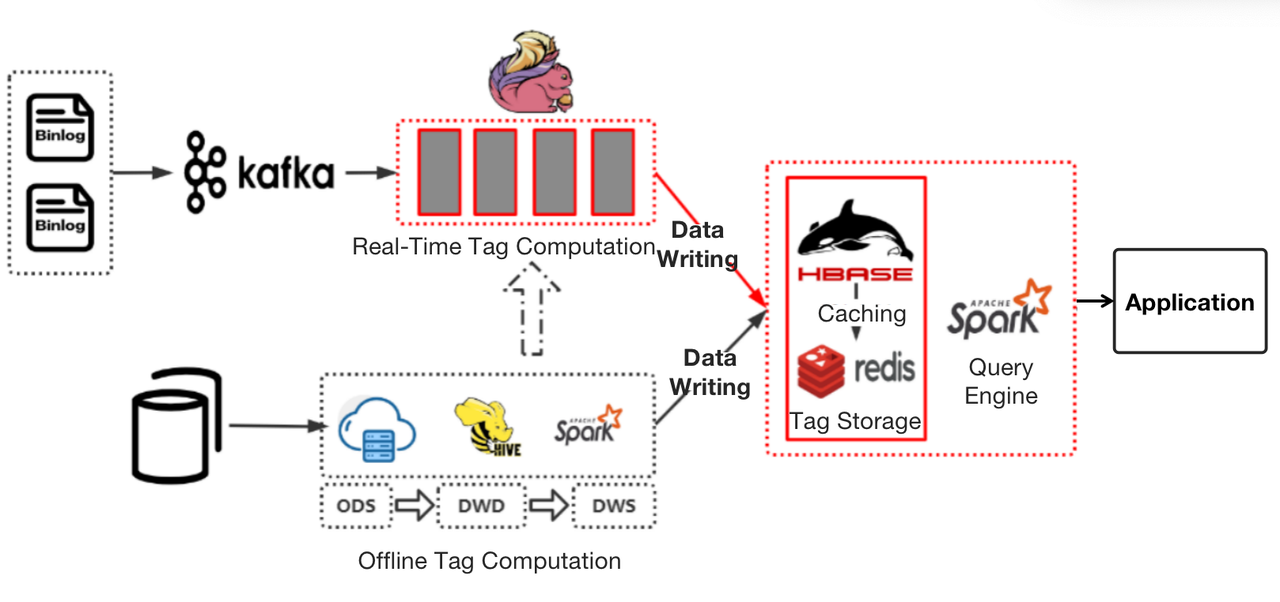 Binlog
Binlog
kafka
Real-Time Tag Computation
Data
Writing
HBASE
Caching
redis
Tag Storage
APACHE
Spark
Query
Engine
Application
Data
Writing
HIVE
APACHE
Spark
ODS
DWD
DWS
Offline Tag Computation